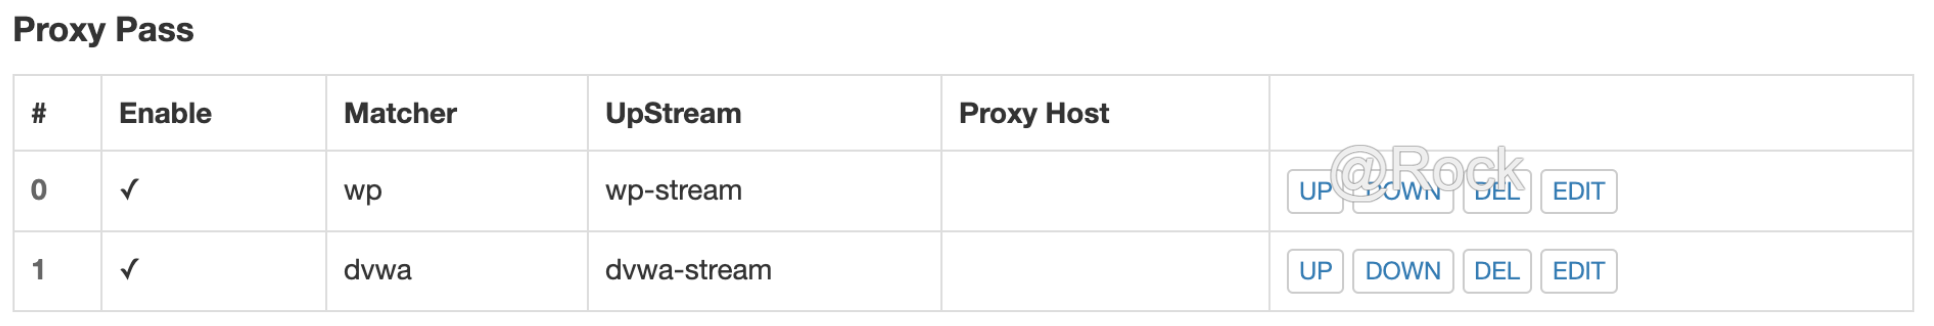 Proxy Pass
# Enable Matcher UpStream Proxy Host
@Rock
0 ✓ wp wp-stream UP DOWN DEL EDIT
1 ✓ dvwa dvwa-stream UP DOWN DEL EDIT